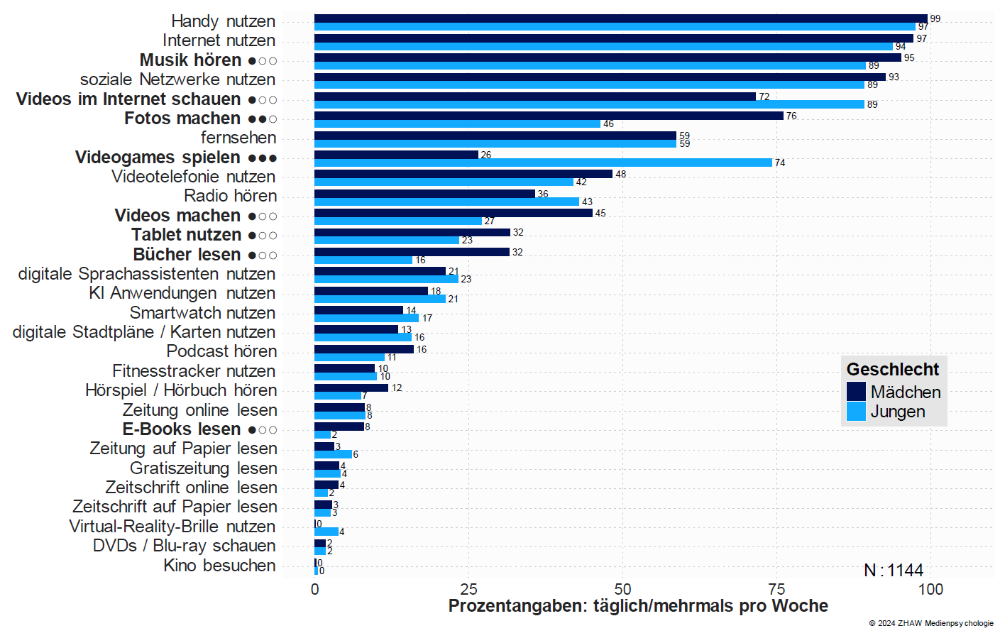 Handy nutzen 99 97
Internet nutzen 97 94
Musik hören ●○○ 95 89
soziale Netzwerke nutzen 93 89
Videos im Internet schauen ●○○ 72 89
Fotos machen ●●○ 76 46
fernsehen 59 59
Videogames spielen ●●● 26 74
Videotelefonie nutzen 48 42
Radio hören 36 43
Videos machen ●○○ 45 27
Tablet nutzen ●○○ 32 23
Bücher lesen ●○○ 32 16
digitale Sprachassistenten nutzen 21 23
KI Anwendungen nutzen 18 21
Smartwatch nutzen 14 17
digitale Stadtpläne / Karten nutzen 13 16
Podcast hören 16 11
Fitnesstracker nutzen 10 10
Hörspiel / Hörbuch hören 12 7
Zeitung online lesen 8 8
E-Books lesen ●○○ 8 2
Zeitung auf Papier lesen 3 6
Gratiszeitung lesen 4 4
Zeitschrift online lesen 4 2
Zeitschrift auf Papier lesen 3 3
Virtual-Reality-Brille nutzen 0 4
DVDs / Blu-ray schauen 2 2
Kino besuchen 0 0
Geschlecht
Mädchen
Jungen
N : 1144
0 25 50 75 100
Prozentangaben: täglich/mehrmals pro Woche
© 2024 ZHAW Medienpsychologie